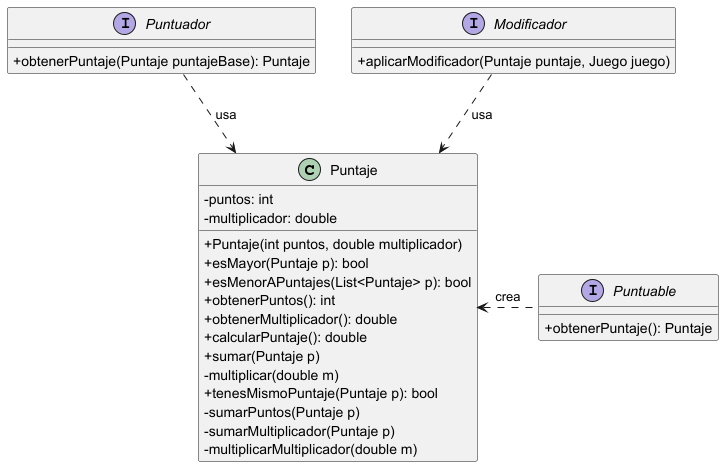 I Puntuador
+obtenerPuntaje(Puntaje puntajeBase): Puntaje
I Modificador
+aplicarModificador(Puntaje puntaje, Juego juego)
usa
usa
C Puntaje
-puntos: int
-multiplicador: double
+Puntaje(int puntos, double multiplicador)
+esMayor(Puntaje p): bool
+esMenorAPuntajes(List<Puntaje> p): bool
+obtenerPuntos(): int
+obtenerMultiplicador(): double
+calcularPuntaje(): double
+sumar(Puntaje p)
-multiplicar(double m)
+tenesMismoPuntaje(Puntaje p): bool
-sumarPuntos(Puntaje p)
-sumarMultiplicador(Puntaje p)
-multiplicarMultiplicador(double m)
crea
I Puntuable
+obtenerPuntaje(): Puntaje